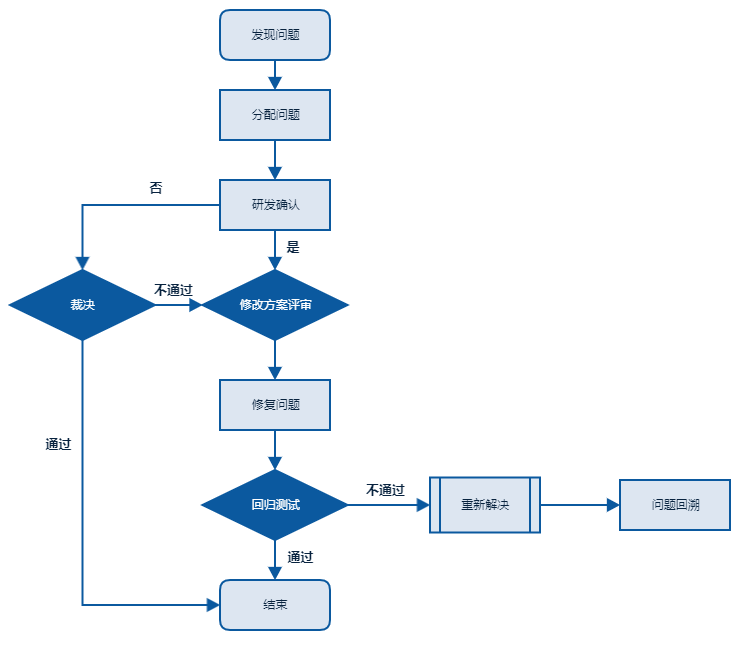 发现问题
分配问题
否
研发确认
是
裁决
不通过
修改方案评审
修复问题
通过
回归测试
不通过
重新解决
问题回溯
通过
结束